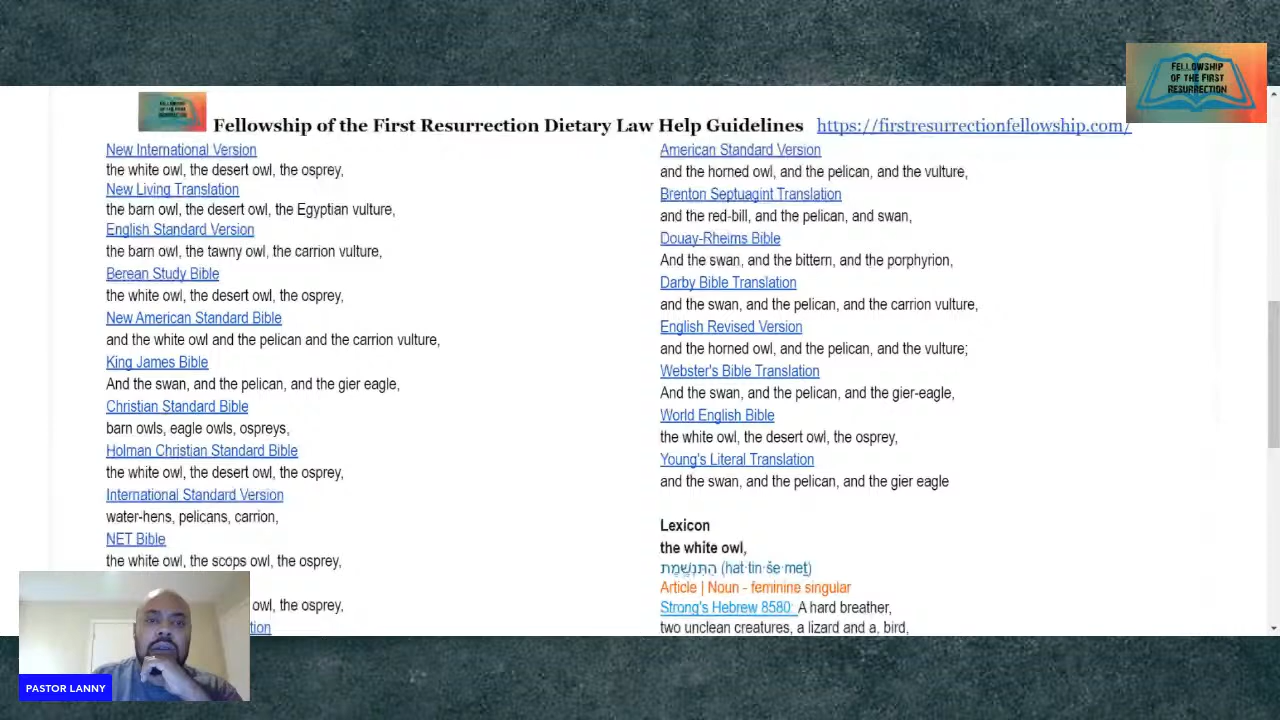 FELLOWSHIP
OF THE FIRST
RESURRECTION
FELLOWSHIP
OF THE FIRST
RESURRECTION
Fellowship of the First Resurrection Dietary Law Help Guidelines https://firstresurrectionfellowship.com/
New International Version
the white owl, the desert owl, the osprey,
New Living Translation
the barn owl, the desert owl, the Egyptian vulture,
English Standard Version
the barn owl, the tawny owl, the carrion vulture,
Berean Study Bible
the white owl, the desert owl, the osprey,
New American Standard Bible
and the white owl and the pelican and the carrion vulture,
King James Bible
And the swan, and the pelican, and the gier eagle,
Christian Standard Bible
barn owls, eagle owls, ospreys,
Holman Christian Standard Bible
the white owl, the desert owl, the osprey,
International Standard Version
water-hens, pelicans, carrion,
NET Bible
the white owl, the scops owl, the osprey,
owl, the osprey,
tion
American Standard Version
and the horned owl, and the pelican, and the vulture,
Brenton Septuagint Translation
and the red-bill, and the pelican, and swan,
Douay-Rheims Bible
And the swan, and the bittern, and the porphyrion,
Darby Bible Translation
and the swan, and the pelican, and the carrion vulture,
English Revised Version
and the horned owl, and the pelican, and the vulture;
Webster's Bible Translation
And the swan, and the pelican, and the gier-eagle,
World English Bible
the white owl, the desert owl, the osprey,
Young's Literal Translation
and the swan, and the pelican, and the gier eagle
Lexicon
the white owl,
הַתִּנְשֶׁ֥מֶת (hat·tin·še·meṯ)
Article | Noun - feminine singular
Strong's Hebrew 8580: A hard breather,
two unclean creatures, a lizard and a, bird,
PASTOR LANNY